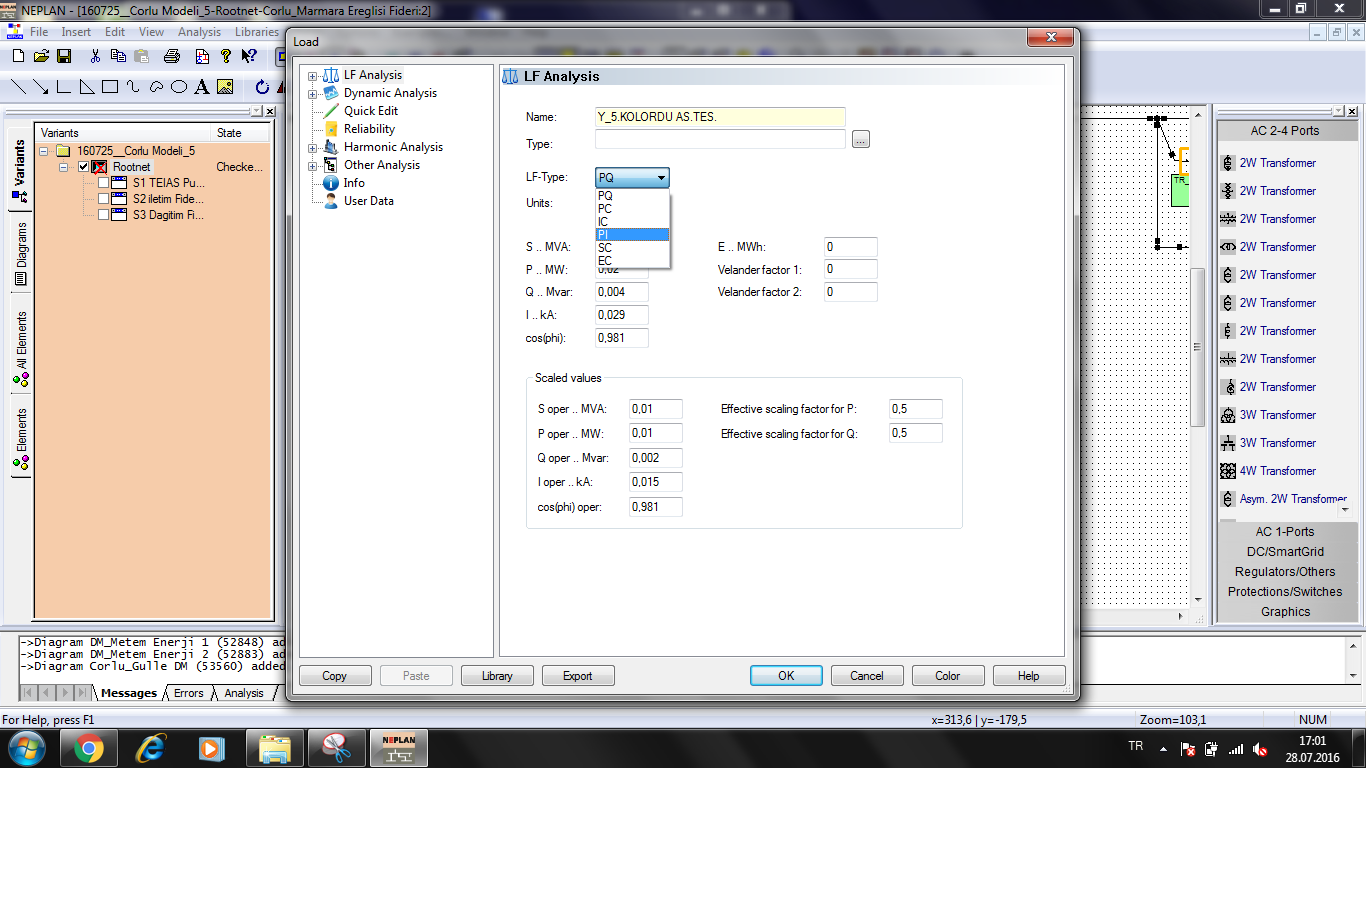 NEPLAN - [160725__Corlu Modeli_5-Rootnet-Corlu_Marmara Ereglisi Fideri:2]
File Insert Edit View Analysis Libraries
Load
Variants State
160725__Corlu Modeli_5
Rootnet Checke...
S1 TEIAS Pu...
S2 iletim Fide...
S3 Dagitim Fi...
Variants
Diagrams
All Elements
Elements
LF Analysis
Dynamic Analysis
Quick Edit
Reliability
Harmonic Analysis
Other Analysis
Info
User Data
LF Analysis
Name: Y_5.KOLORDU AS.TES.
Type: ...
LF-Type: PQ
PQ
PC
IC
PI
SC
EC
Units:
S .. MVA: E .. MWh: 0
P .. MW: 0,02 Velander factor 1: 0
Q .. Mvar: 0,004 Velander factor 2: 0
I .. kA: 0,029
cos(phi): 0,981
Scaled values
S oper .. MVA: 0,01 Effective scaling factor for P: 0,5
P oper .. MW: 0,01 Effective scaling factor for Q: 0,5
Q oper .. Mvar: 0,002
I oper .. kA: 0,015
cos(phi) oper: 0,981
Copy Paste Library Export OK Cancel Color Help
TR_
AC 2-4 Ports
2W Transformer
2W Transformer
2W Transformer
2W Transformer
2W Transformer
2W Transformer
2W Transformer
2W Transformer
2W Transformer
3W Transformer
3W Transformer
4W Transformer
Asym. 2W Transformer
AC 1-Ports
DC/SmartGrid
Regulators/Others
Protections/Switches
Graphics
->Diagram DM_Metem Enerji 1 (52848) ad
->Diagram DM_Metem Enerji 2 (52883) ad
->Diagram Corlu_Gulle DM (53560) added
Messages Errors Analysis
For Help, press F1 x=313,6 | y=-179,5 Zoom=103,1 NUM
NEPLAN
TR
17:01
28.07.2016